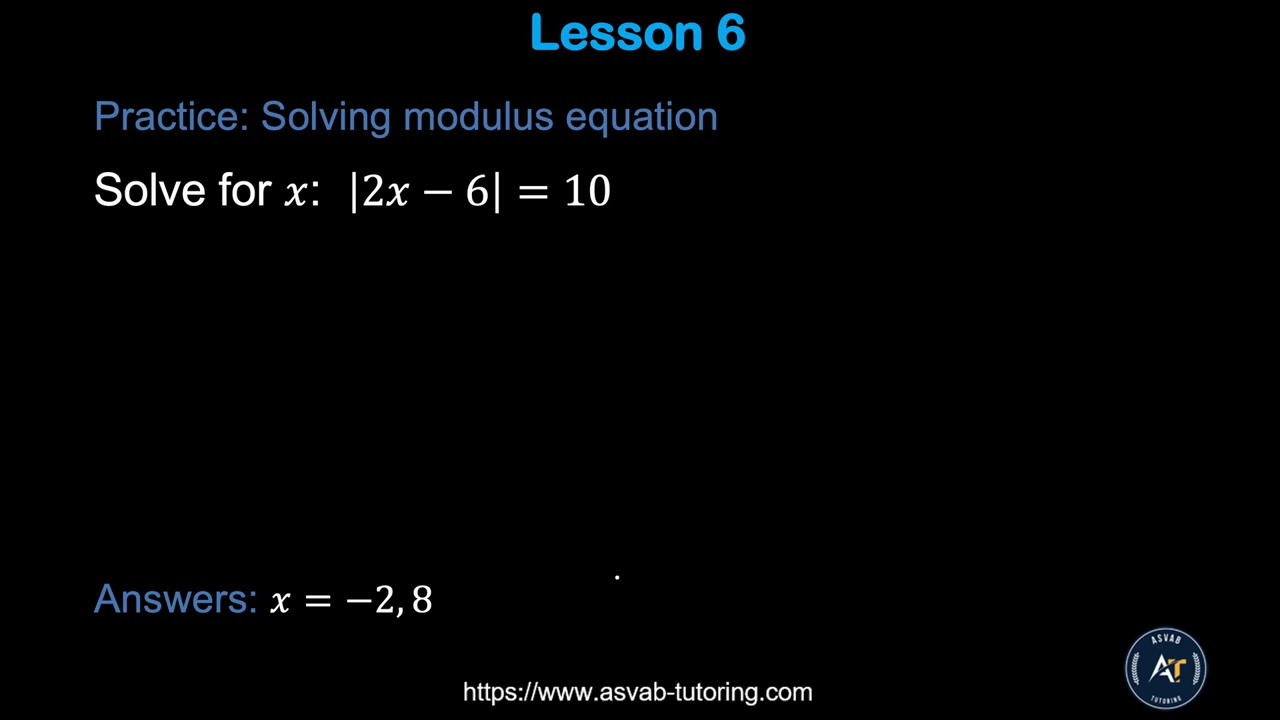 Lesson 6
Practice: Solving modulus equation
Solve for 𝑥: |2𝑥 − 6| = 10
Answers: 𝑥 = −2, 8
ASVAB
AT
TUTORING
https://www.asvab-tutoring.com